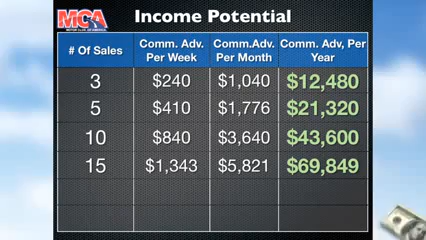 MCA
MOTOR CLUB OF AMERICA
Income Potential
# Of Sales
Comm. Adv. Per Week
Comm.Adv. Per Month
Comm. Adv, Per Year
3 $240 $1,040 $12,480
5 $410 $1,776 $21,320
10 $840 $3,640 $43,600
15 $1,343 $5,821 $69,849